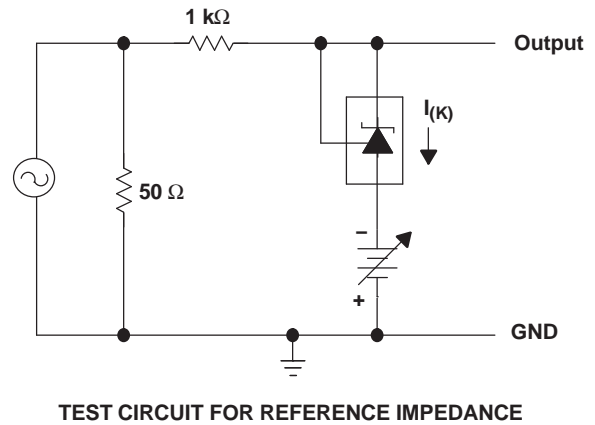 1 kΩ
Output
I(K)
50 Ω
–
+
GND
TEST CIRCUIT FOR REFERENCE IMPEDANCE